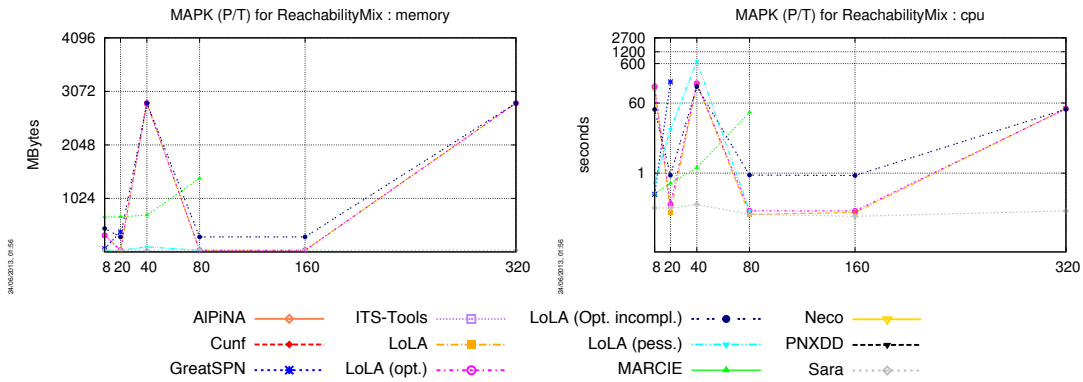 MAPK (P/T) for ReachabilityMix : memory
4096
3072
2048
1024
MBytes
8 20 40 80 160 320
24/06/2013, 01:56
MAPK (P/T) for ReachabilityMix : cpu
2700
1200
600
60
1
seconds
8 20 40 80 160 320
24/06/2013, 01:56
AlPiNA ITS-Tools LoLA (Opt. incompl.) Neco
Cunf LoLA LoLA (pess.) PNXDD
GreatSPN LoLA (opt.) MARCIE Sara